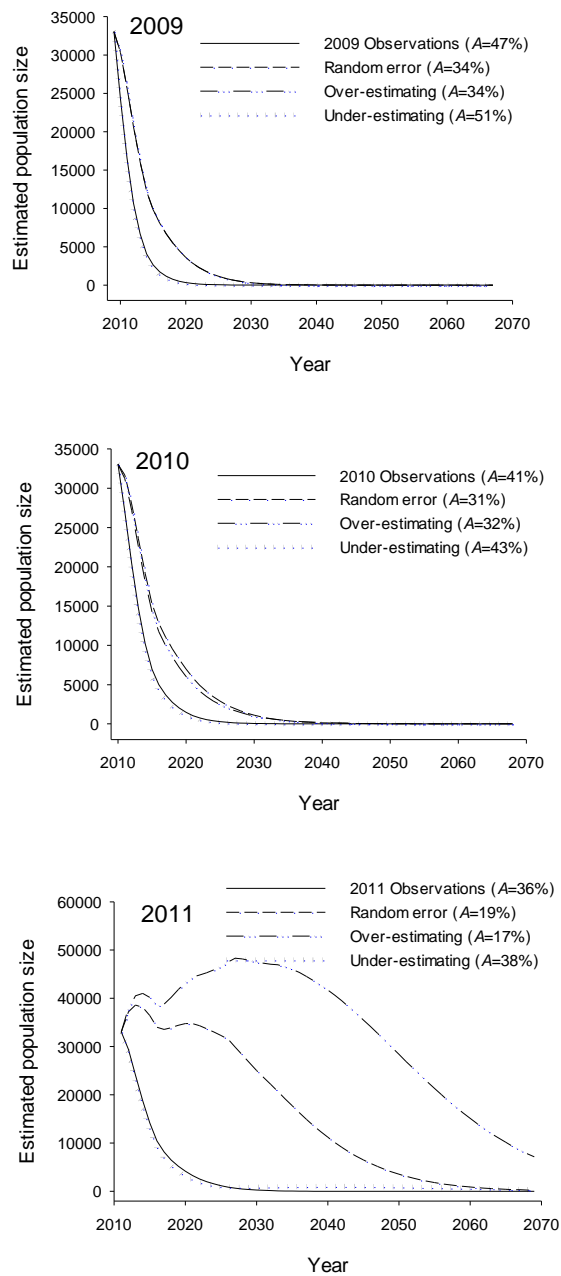 2009
2009 Observations (A=47%)
Random error (A=34%)
Over-estimating (A=34%)
Under-estimating (A=51%)
Estimated population size
35000
30000
25000
20000
15000
10000
5000
0
2010 2020 2030 2040 2050 2060 2070
Year
2010
2010 Observations (A=41%)
Random error (A=31%)
Over-estimating (A=32%)
Under-estimating (A=43%)
Estimated population size
35000
30000
25000
20000
15000
10000
5000
0
2010 2020 2030 2040 2050 2060 2070
Year
2011
2011 Observations (A=36%)
Random error (A=19%)
Over-estimating (A=17%)
Under-estimating (A=38%)
Estimated population size
60000
50000
40000
30000
20000
10000
0
2010 2020 2030 2040 2050 2060 2070
Year